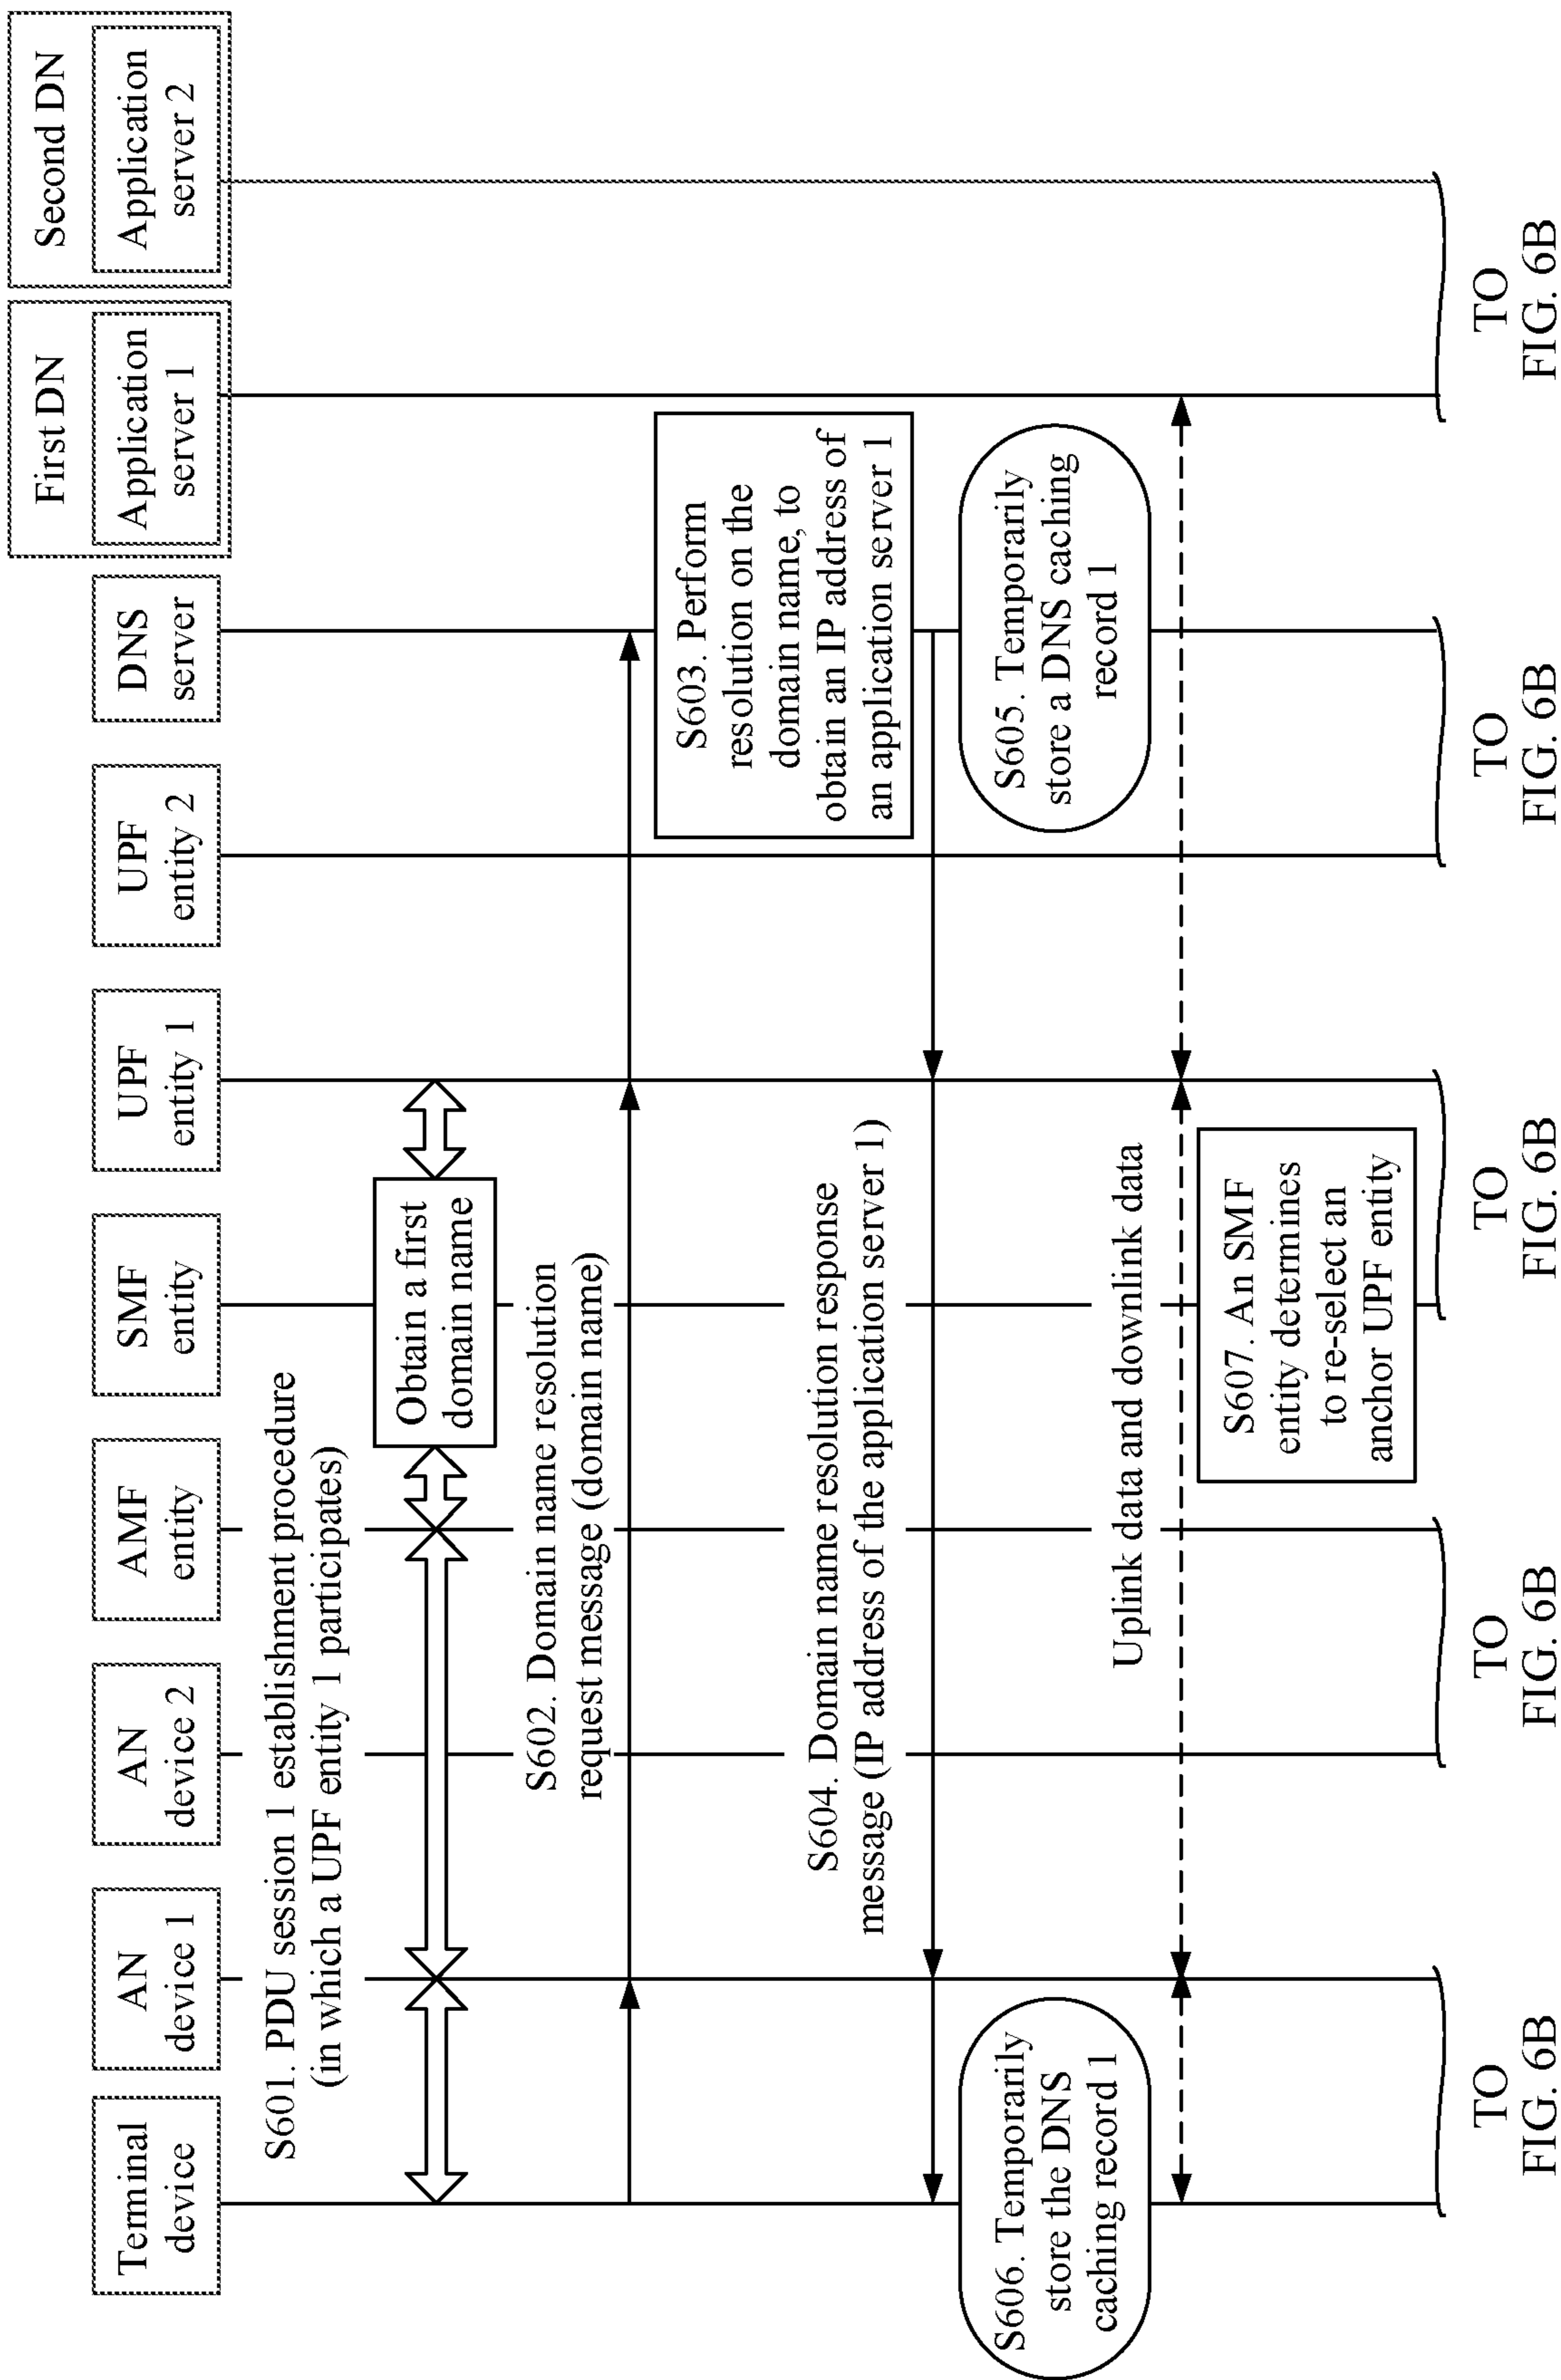 Terminal
device
AN
device 1
AN
device 2
AMF
entity
SMF
entity
UPF
entity 1
UPF
entity 2
DNS
server
First DN
Application
server 1
Second DN
Application
server 2
S601. PDU session 1 establishment procedure
(in which a UPF entity 1 participates)
Obtain a first
domain name
S602. Domain name resolution
request message (domain name)
S603. Perform
resolution on the
domain name, to
obtain an IP address of
an application server 1
S604. Domain name resolution response
message (IP address of the application server 1)
S605. Temporarily
store a DNS caching
record 1
S606. Temporarily
store the DNS
caching record 1
Uplink data and downlink data
S607. An SMF
entity determines
to re-select an
anchor UPF entity
TO
FIG. 6B
TO
FIG. 6B
TO
FIG. 6B
TO
FIG. 6B
TO
FIG. 6B